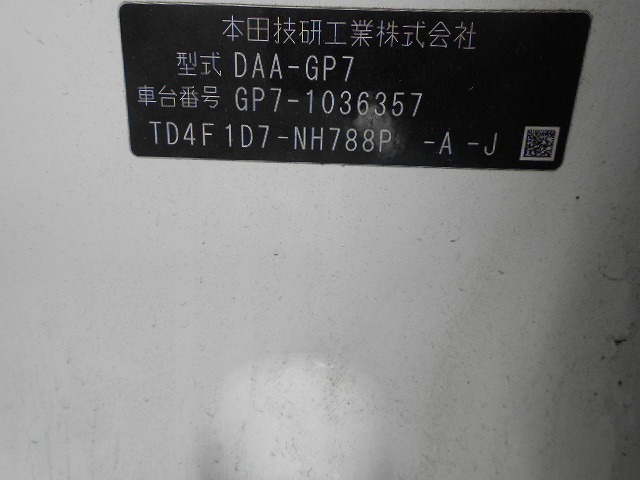 本田技研工業株式会社
型式 DAA-GP7
車台番号 GP7-1036357
TD4F1D7-NH788P -A -J